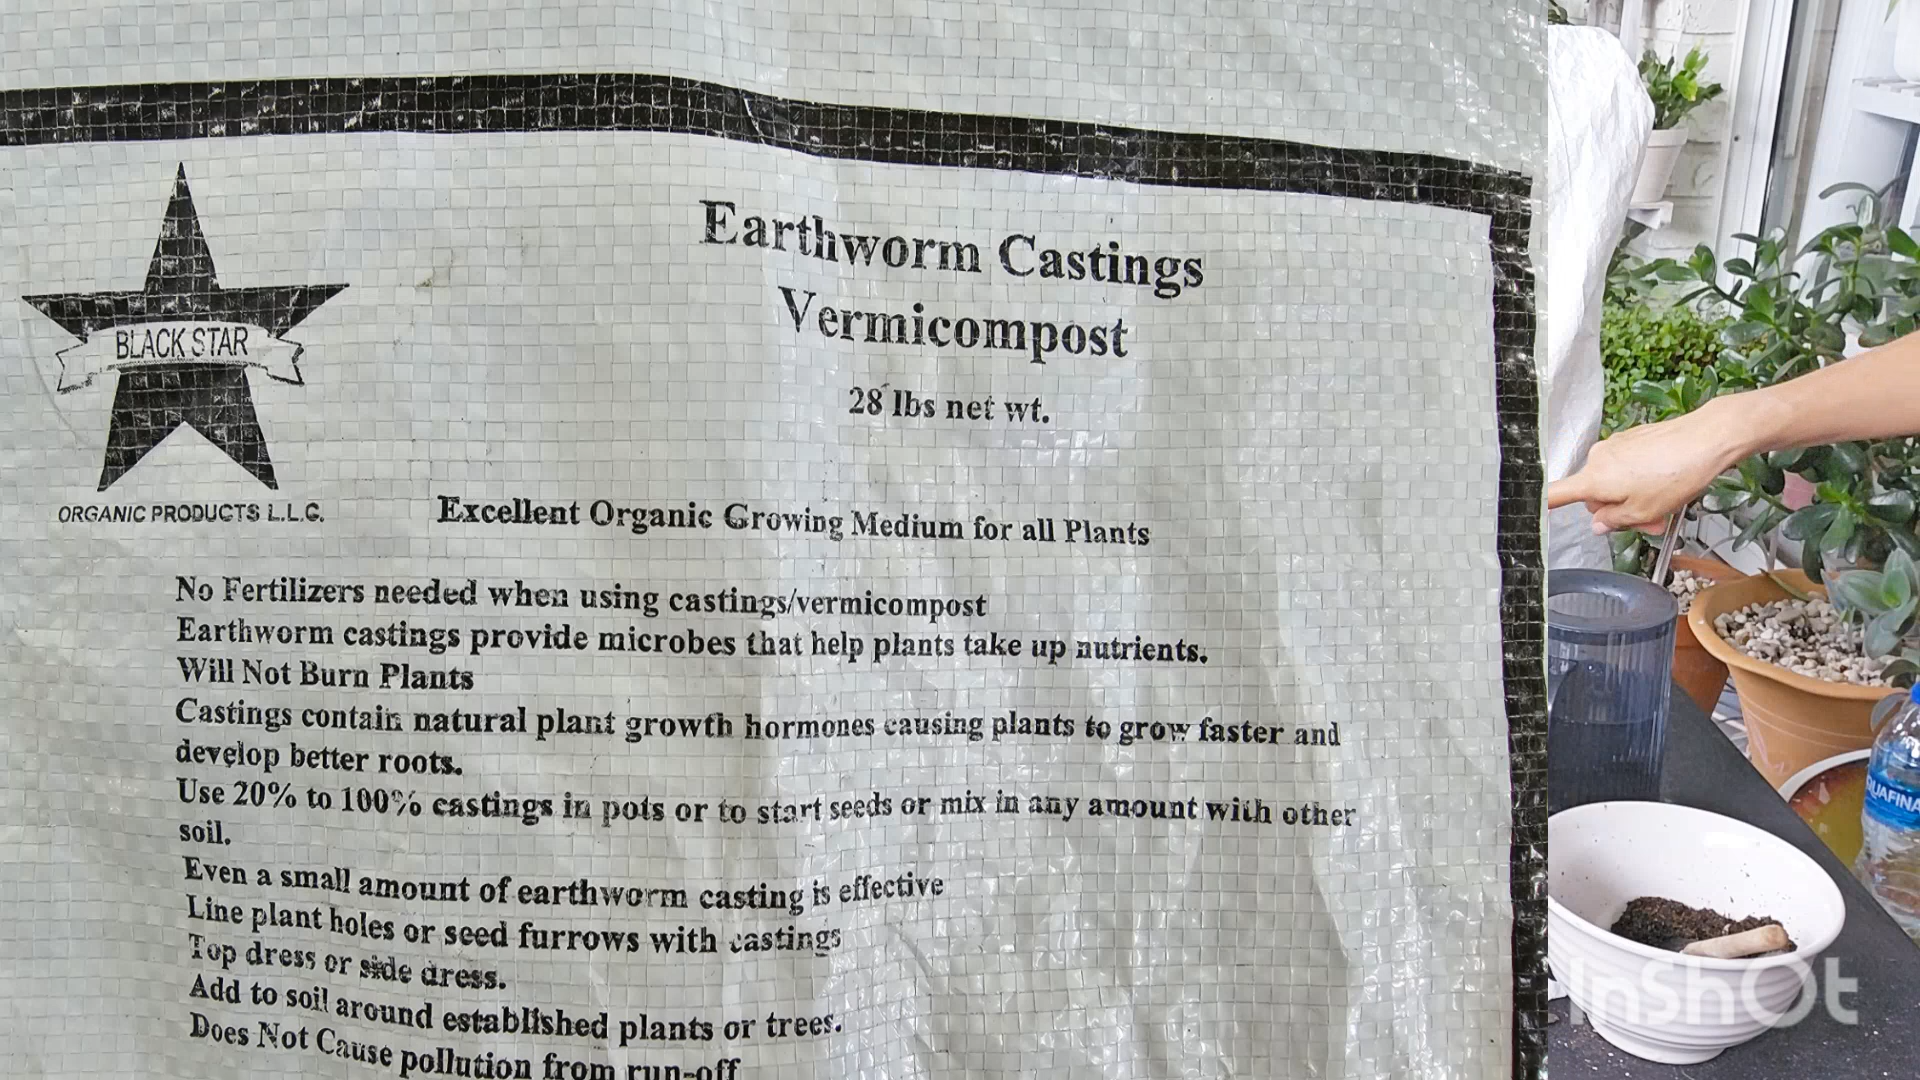 BLACK STAR
ORGANIC PRODUCTS L.L.C.
Earthworm Castings
Vermicompost
28 lbs net wt.
Excellent Organic Growing Medium for all Plants
No Fertilizers needed when using castings/vermicompost
Earthworm castings provide microbes that help plants take up nutrients.
Will Not Burn Plants
Castings contain natural plant growth hormones causing plants to grow faster and
develop better roots.
Use 20% to 100% castings in pots or to start seeds or mix in any amount with other
soil.
Even a small amount of earthworm casting is effective
Line plant holes or seed furrows with castings
Top dress or side dress.
Add to soil around established plants or trees.
Does Not Cause pollution from run-off
AQUAFINA
InShOt